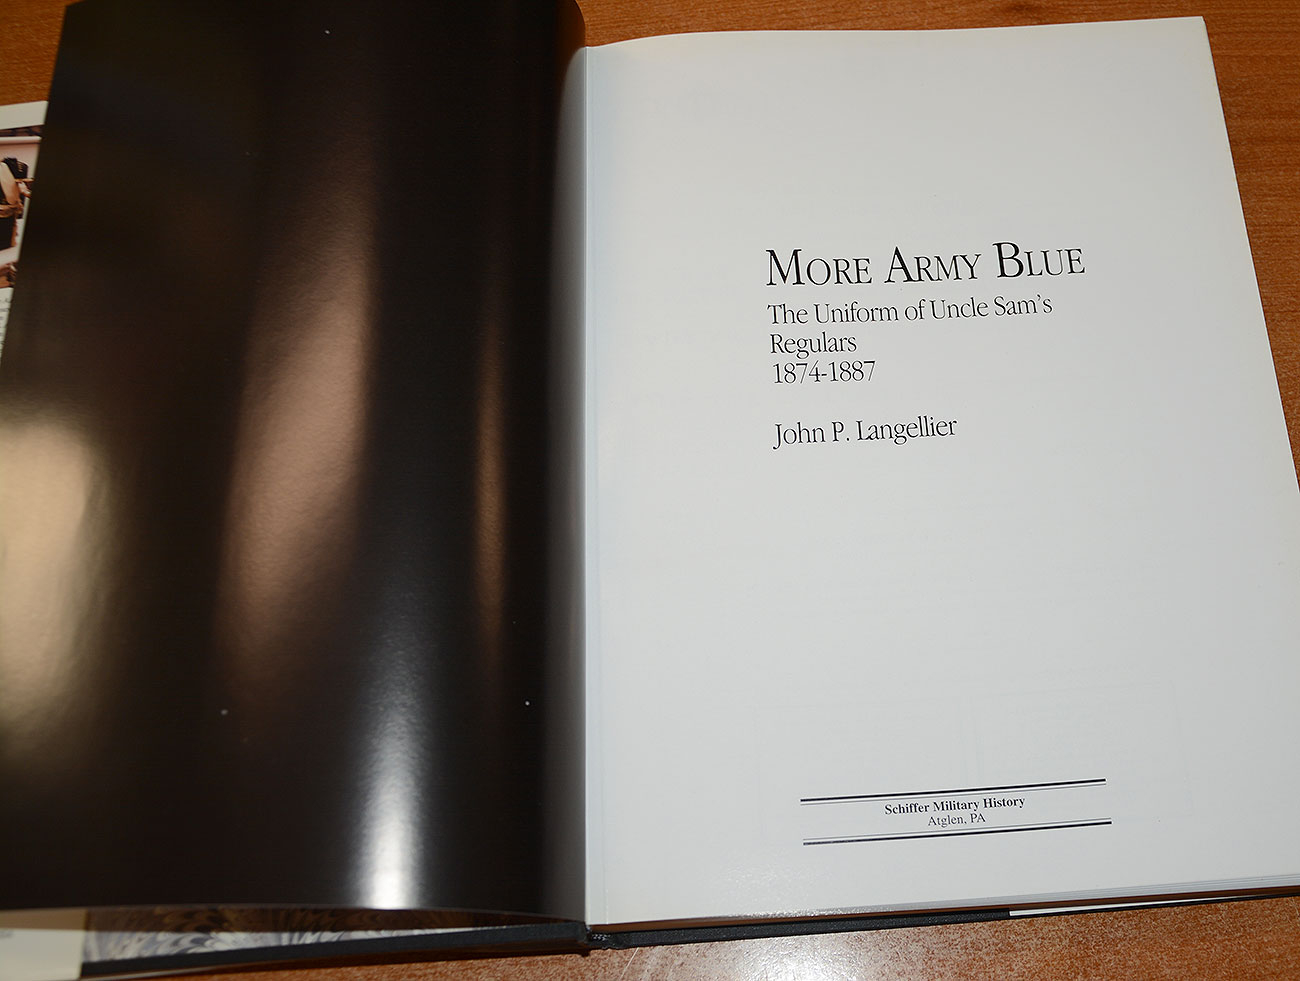 MORE ARMY BLUE
The Uniform of Uncle Sam's
Regulars
1874-1887
John P. Langellier
Schiffer Military History
Atglen, PA